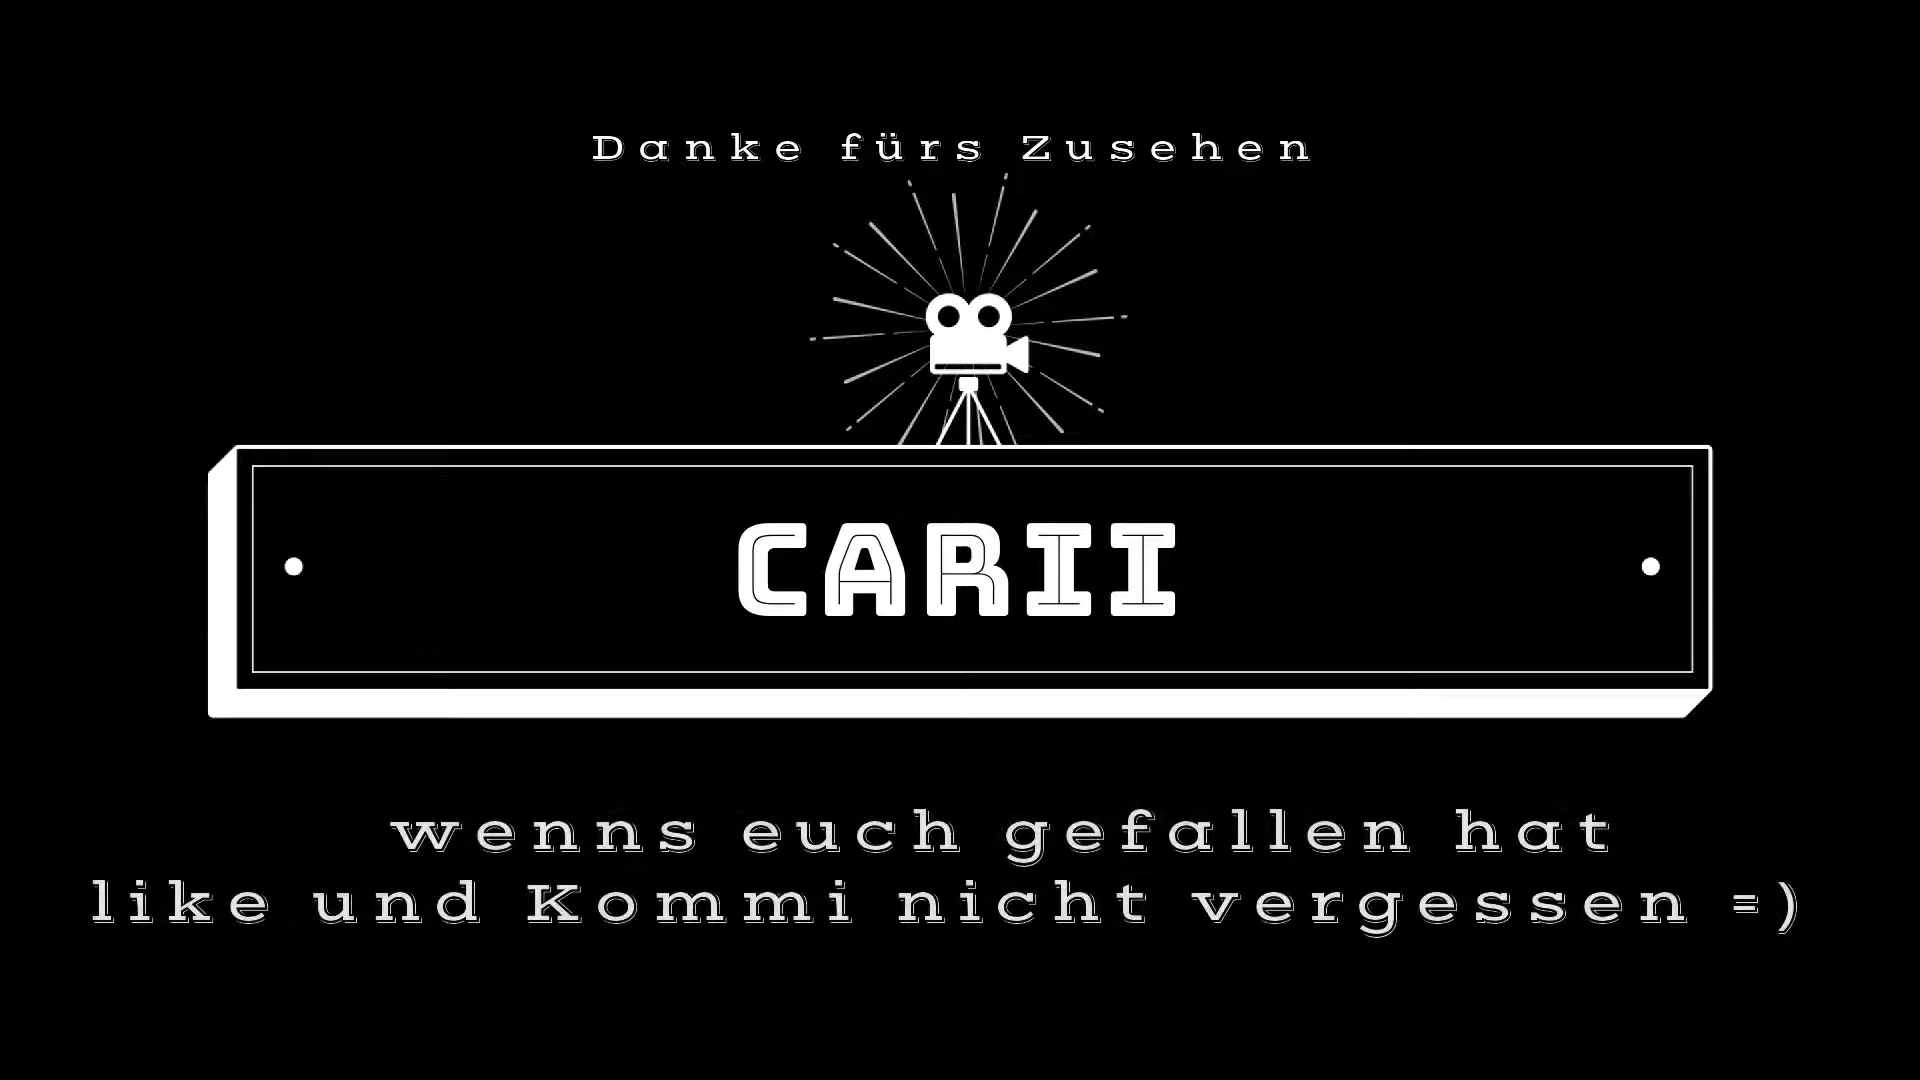 Danke fürs Zusehen
CARII
wenns euch gefallen hat
like und Kommi nicht vergessen =)